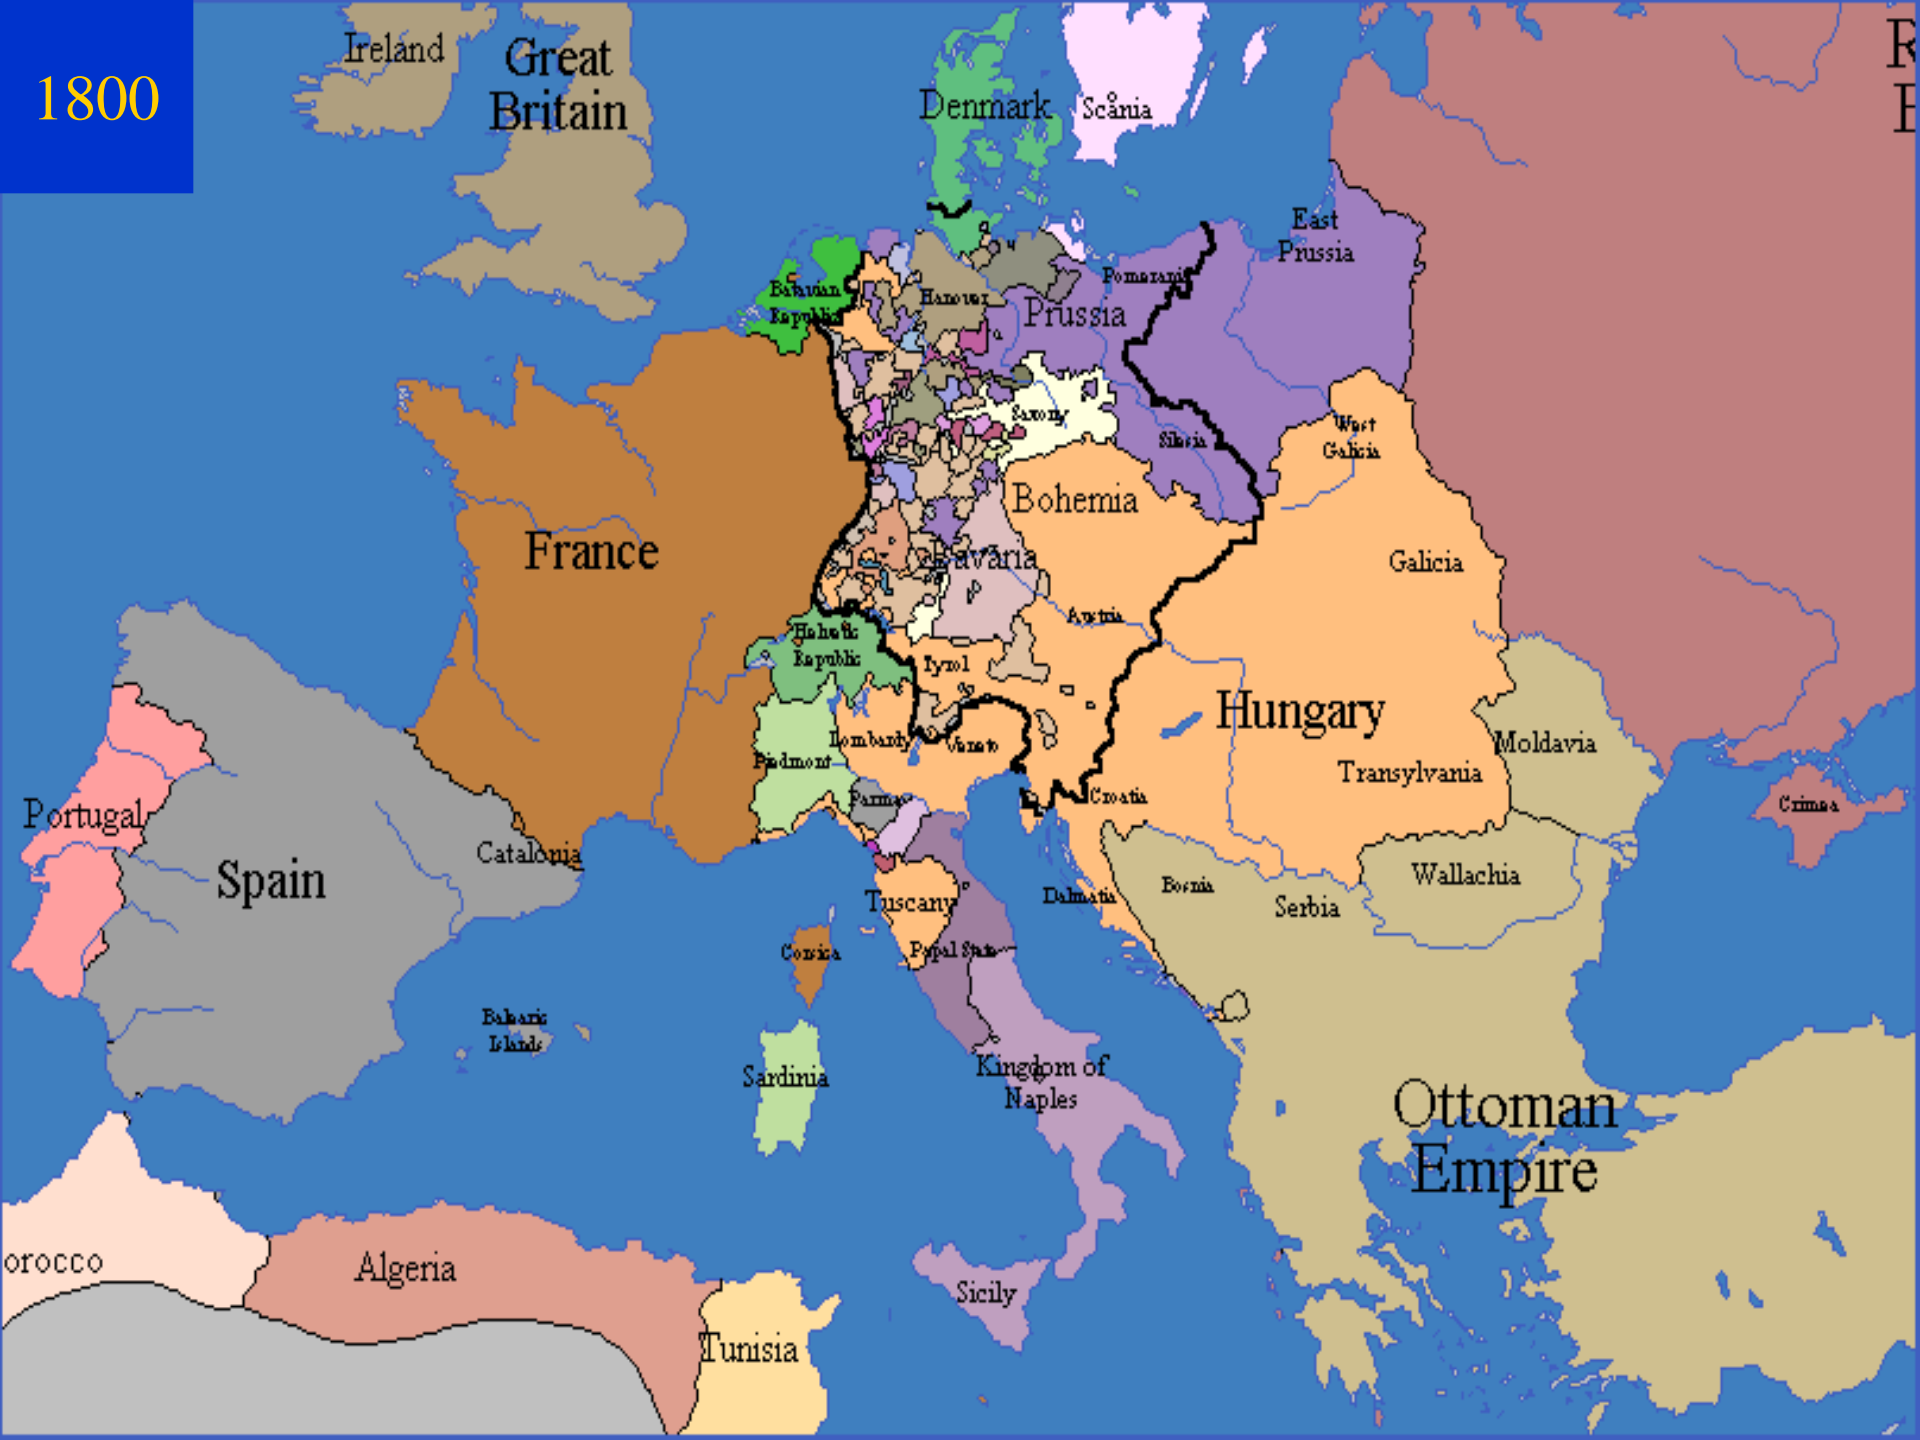 1800
Ireland
Great
Britain
R
E
Denmark
Scånia
East
Prussia
Pomerania
Batavian
Republic
Hanover
Prussia
Saxony
West
Galicia
Silesia
Bohemia
France
Bavaria
Galicia
Austria
Helvetic
Republic
Tyrol
Hungary
Lombardy
Veneto
Moldavia
Piedmont
Transylvania
Parma
Croatia
Crimea
Portugal
Catalonia
Spain
Tuscany
Dalmatia
Bosnia
Serbia
Wallachia
Corsica
Papal States
Balearic
Islands
Sardinia
Kingdom of
Naples
Ottoman
Empire
orocco
Algeria
Sicily
Tunisia